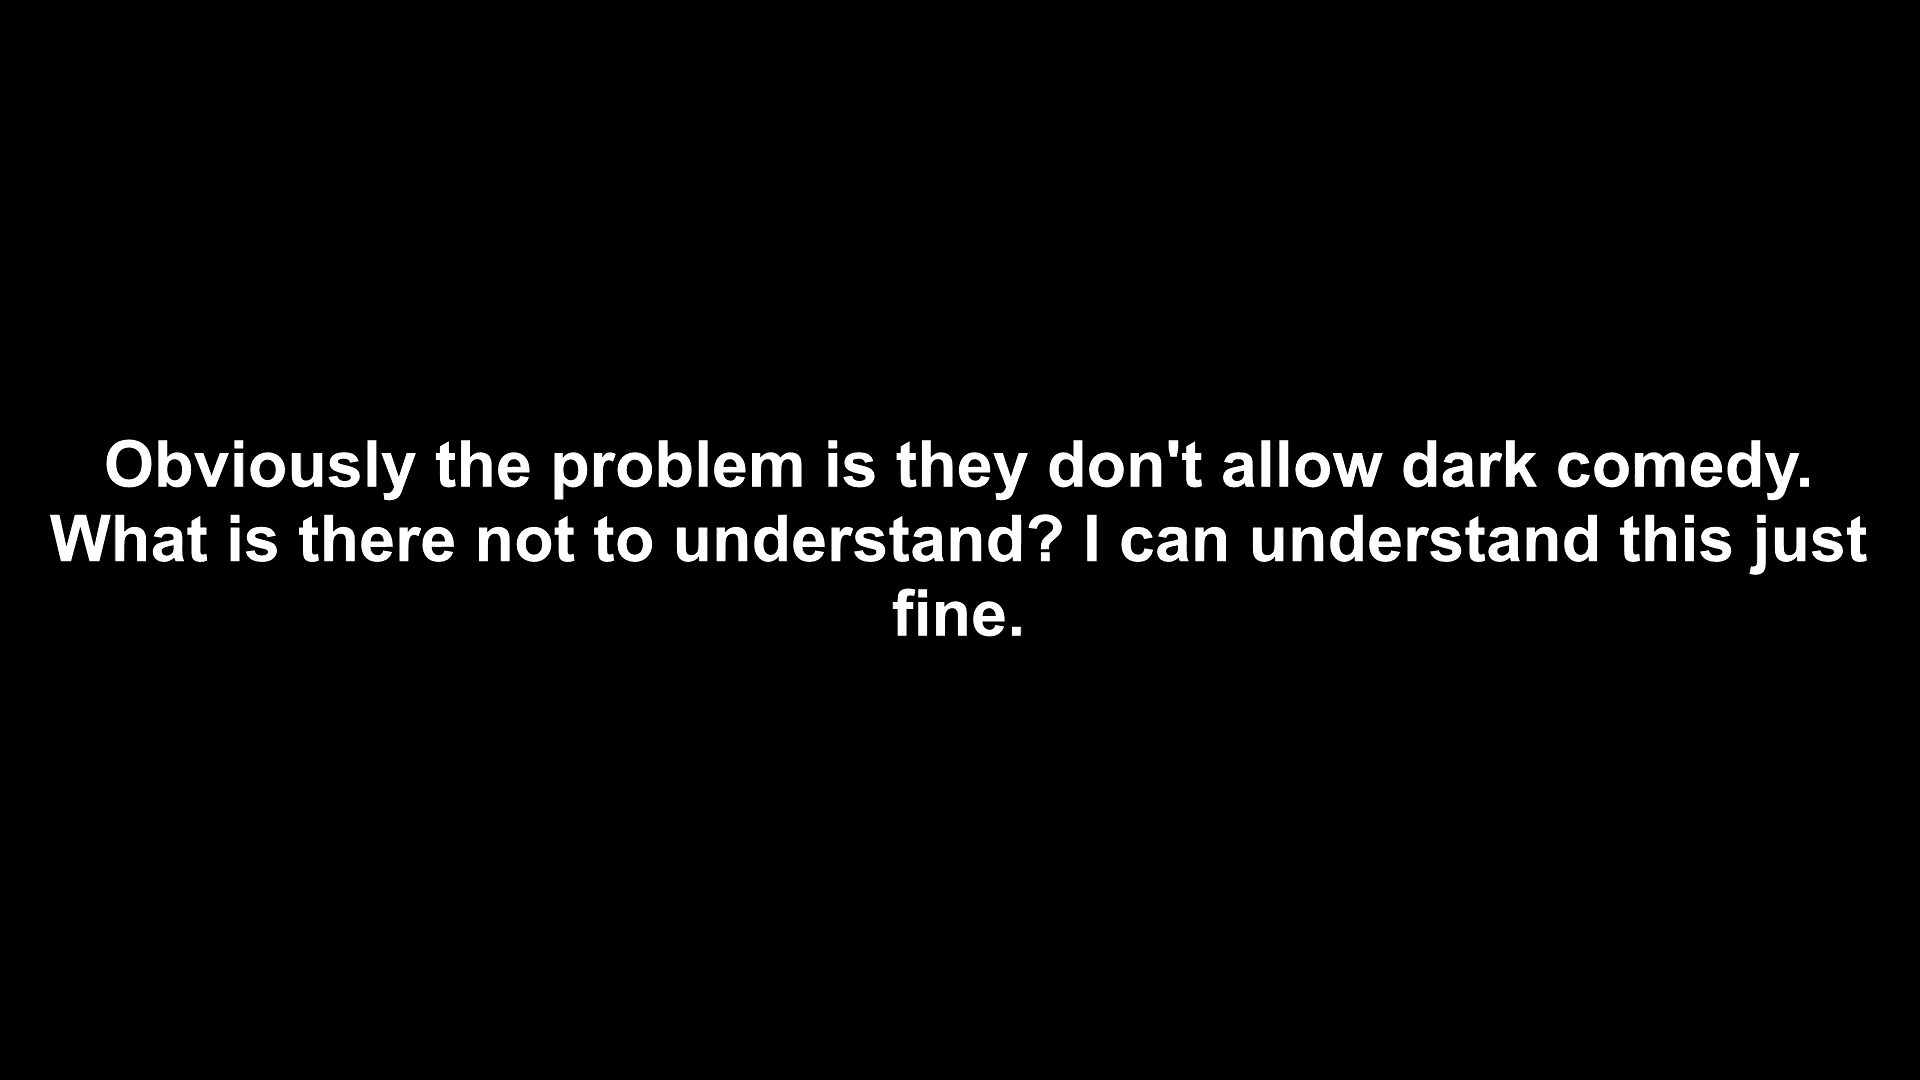 Obviously the problem is they don't allow dark comedy.
What is there not to understand? I can understand this just
fine.